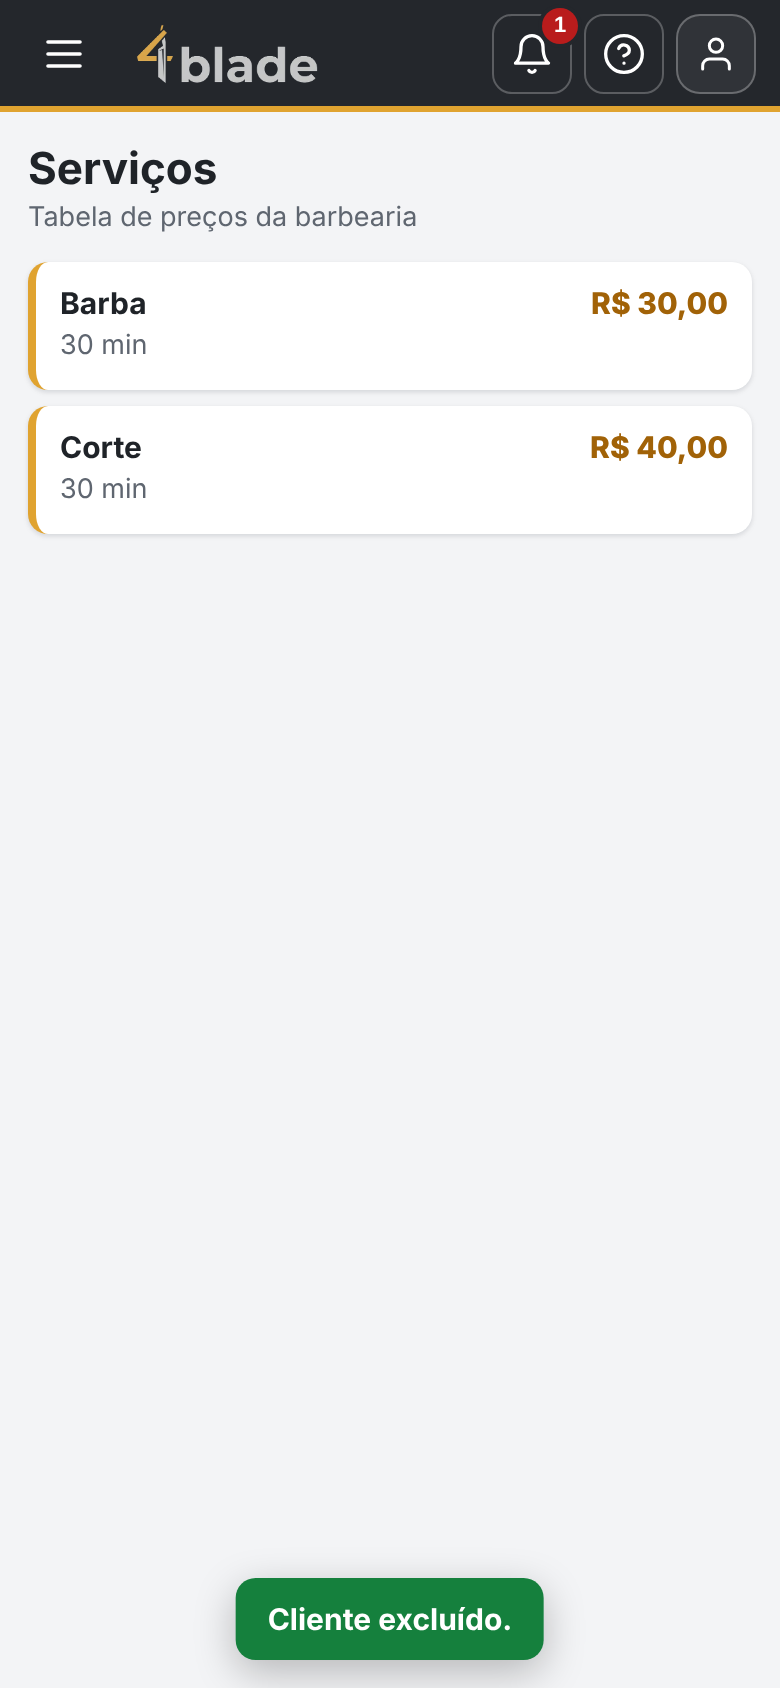 4blade
1
Serviços
Tabela de preços da barbearia
Barba
R$ 30,00
30 min
Corte
R$ 40,00
30 min
Cliente excluído.